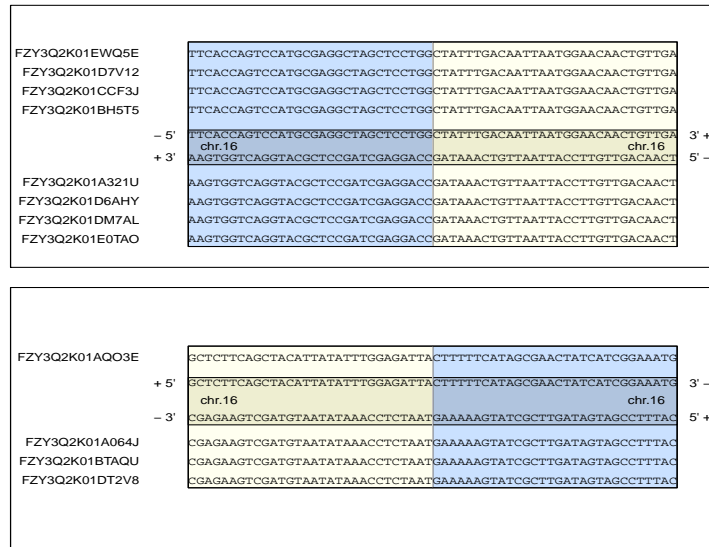 FZY3Q2K01EWQ5E TTCACCAGTCCATGCGAGGCTAGCTCCTGGCTATTTGACAATTAATGGAACAACTGTTGA
FZY3Q2K01D7V12 TTCACCAGTCCATGCGAGGCTAGCTCCTGGCTATTTGACAATTAATGGAACAACTGTTGA
FZY3Q2K01CCF3J TTCACCAGTCCATGCGAGGCTAGCTCCTGGCTATTTGACAATTAATGGAACAACTGTTGA
FZY3Q2K01BH5T5 TTCACCAGTCCATGCGAGGCTAGCTCCTGGCTATTTGACAATTAATGGAACAACTGTTGA
− 5' TTCACCAGTCCATGCGAGGCTAGCTCCTGGCTATTTGACAATTAATGGAACAACTGTTGA 3' +
chr.16 chr.16
+ 3' AAGTGGTCAGGTACGCTCCGATCGAGGACCGATAAACTGTTAATTACCTTGTTGACAACT 5' −
FZY3Q2K01A321U AAGTGGTCAGGTACGCTCCGATCGAGGACCGATAAACTGTTAATTACCTTGTTGACAACT
FZY3Q2K01D6AHY AAGTGGTCAGGTACGCTCCGATCGAGGACCGATAAACTGTTAATTACCTTGTTGACAACT
FZY3Q2K01DM7AL AAGTGGTCAGGTACGCTCCGATCGAGGACCGATAAACTGTTAATTACCTTGTTGACAACT
FZY3Q2K01E0TAO AAGTGGTCAGGTACGCTCCGATCGAGGACCGATAAACTGTTAATTACCTTGTTGACAACT
FZY3Q2K01AQO3E GCTCTTCAGCTACATTATATTTGGAGATTACTTTTTCATAGCGAACTATCATCGGAAATG
+ 5' GCTCTTCAGCTACATTATATTTGGAGATTACTTTTTCATAGCGAACTATCATCGGAAATG 3' −
chr.16 chr.16
− 3' CGAGAAGTCGATGTAATATAAACCTCTAATGAAAAAGTATCGCTTGATAGTAGCCTTTAC 5' +
FZY3Q2K01A064J CGAGAAGTCGATGTAATATAAACCTCTAATGAAAAAGTATCGCTTGATAGTAGCCTTTAC
FZY3Q2K01BTAQU CGAGAAGTCGATGTAATATAAACCTCTAATGAAAAAGTATCGCTTGATAGTAGCCTTTAC
FZY3Q2K01DT2V8 CGAGAAGTCGATGTAATATAAACCTCTAATGAAAAAGTATCGCTTGATAGTAGCCTTTAC